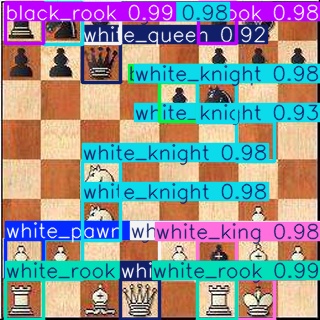 black_rook 0.99 0.98 ook 0.98
white_queen 0.92
white_knight 0.98
white_knight 0.93
white_knight 0.98
white_knight 0.98
white_pawn wh white_king 0.98
white_rook whi white_rook 0.99